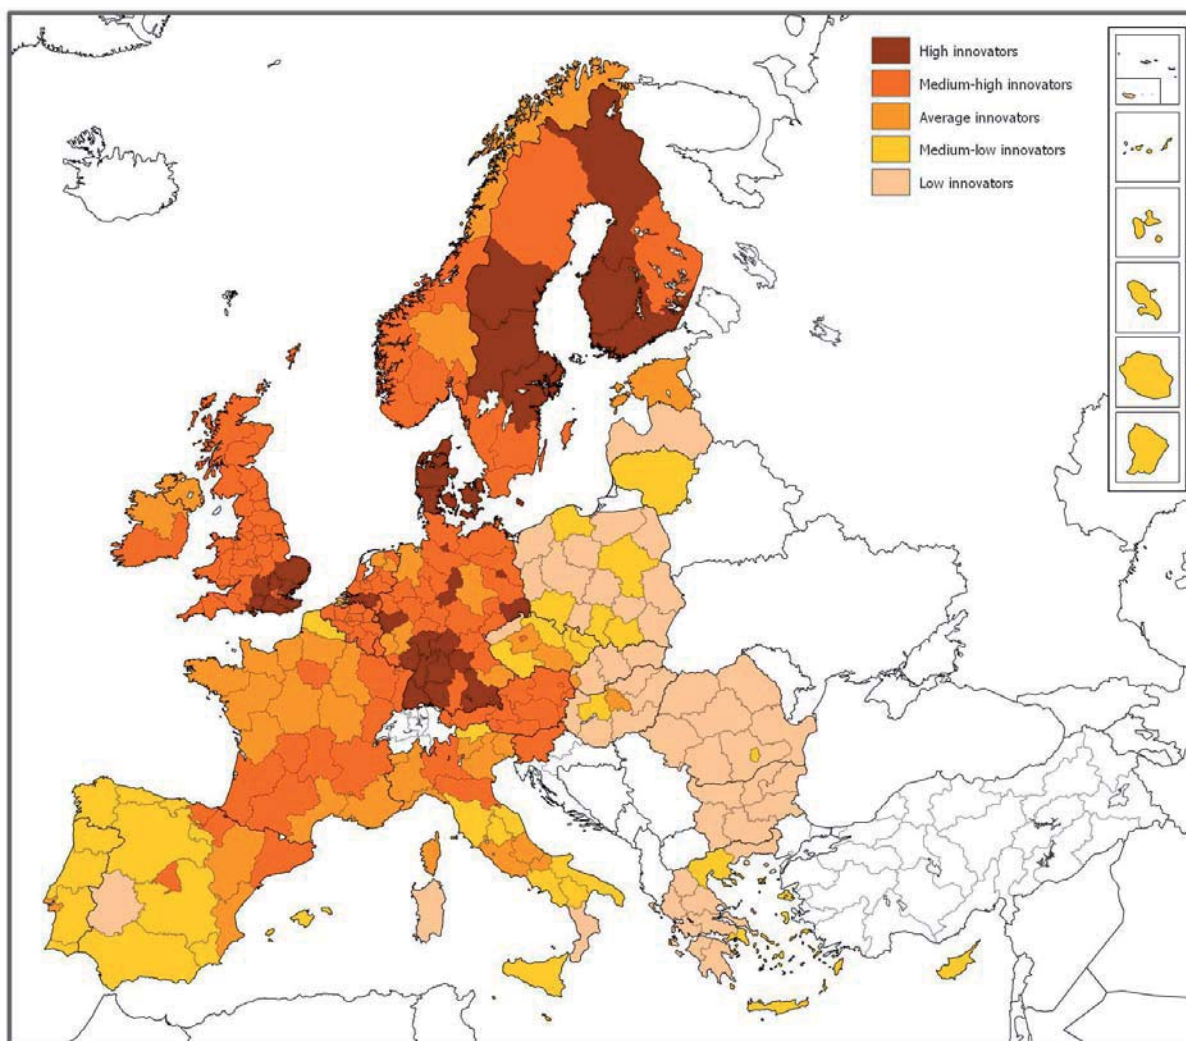 High innovators
Medium-high innovators
Average innovators
Medium-low innovators
Low innovators